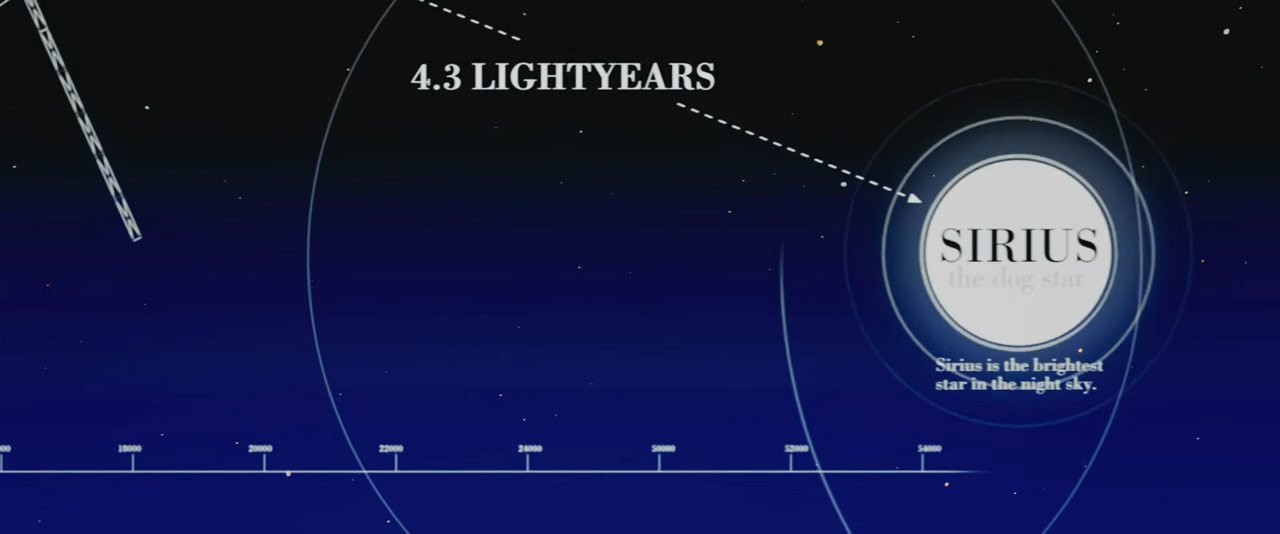 4.3 LIGHTYEARS
SIRIUS
the dog star
Sirius is the brightest
star in the night sky.
18000 20000 22000 24000 50000 52000 54000